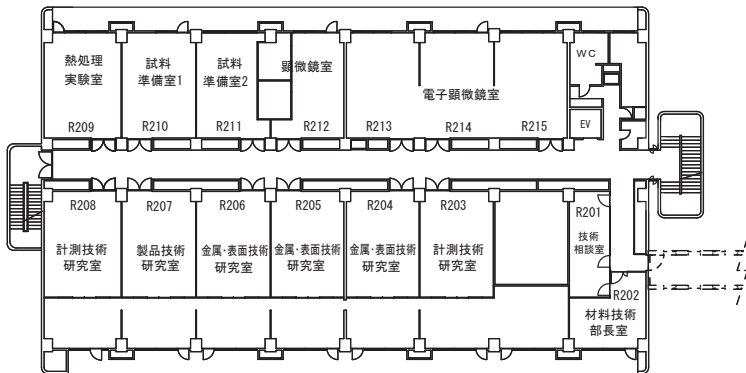 熱処理
実験室
R209
試料
準備室1
R210
試料
準備室2
R211
顕微鏡室
R212
電子顕微鏡室
R213
R214
R215
WC
EV
R208
計測技術
研究室
R207
製品技術
研究室
R206
金属・表面技術
研究室
R205
金属・表面技術
研究室
R204
金属・表面技術
研究室
R203
計測技術
研究室
R201
技術
相談室
R202
材料技術
部長室